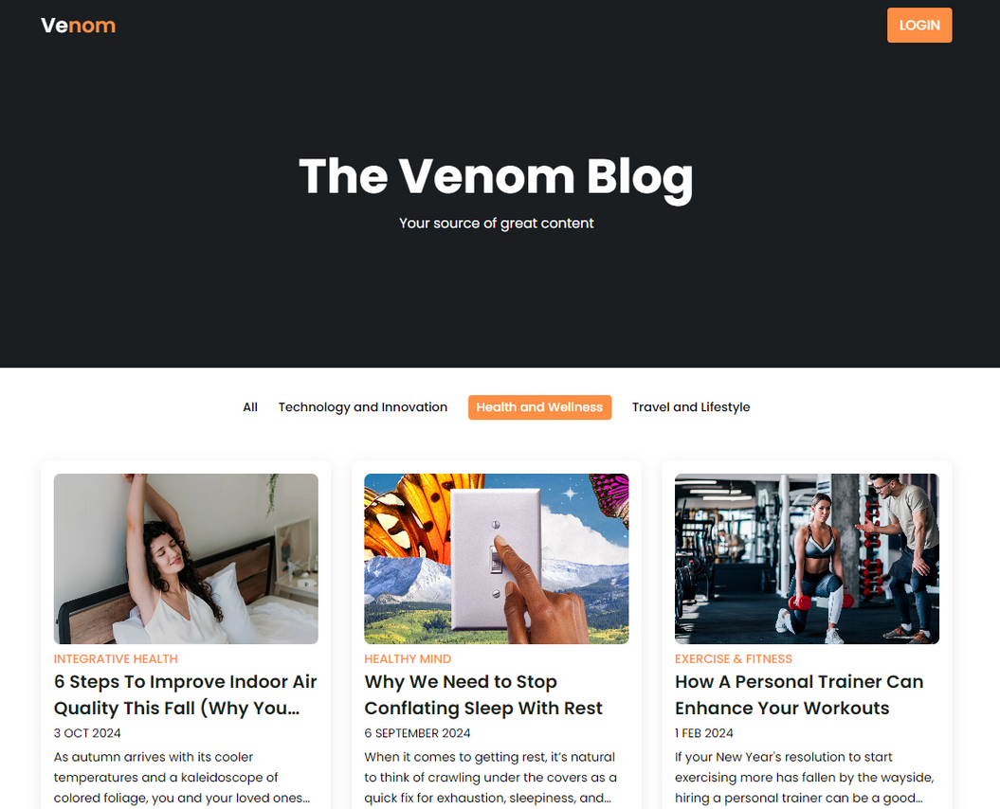 Venom
LOGIN
The Venom Blog
Your source of great content
All
Technology and Innovation
Health and Wellness
Travel and Lifestyle
INTEGRATIVE HEALTH
6 Steps To Improve Indoor Air
Quality This Fall (Why You...
3 OCT 2024
As autumn arrives with its cooler
temperatures and a kaleidoscope of
colored foliage, you and your loved ones...
HEALTHY MIND
Why We Need to Stop
Conflating Sleep With Rest
6 SEPTEMBER 2024
When it comes to getting rest, it’s natural
to think of crawling under the covers as a
quick fix for exhaustion, sleepiness, and...
EXERCISE & FITNESS
How A Personal Trainer Can
Enhance Your Workouts
1 FEB 2024
If your New Year's resolution to start
exercising more has fallen by the wayside,
hiring a personal trainer can be a good...